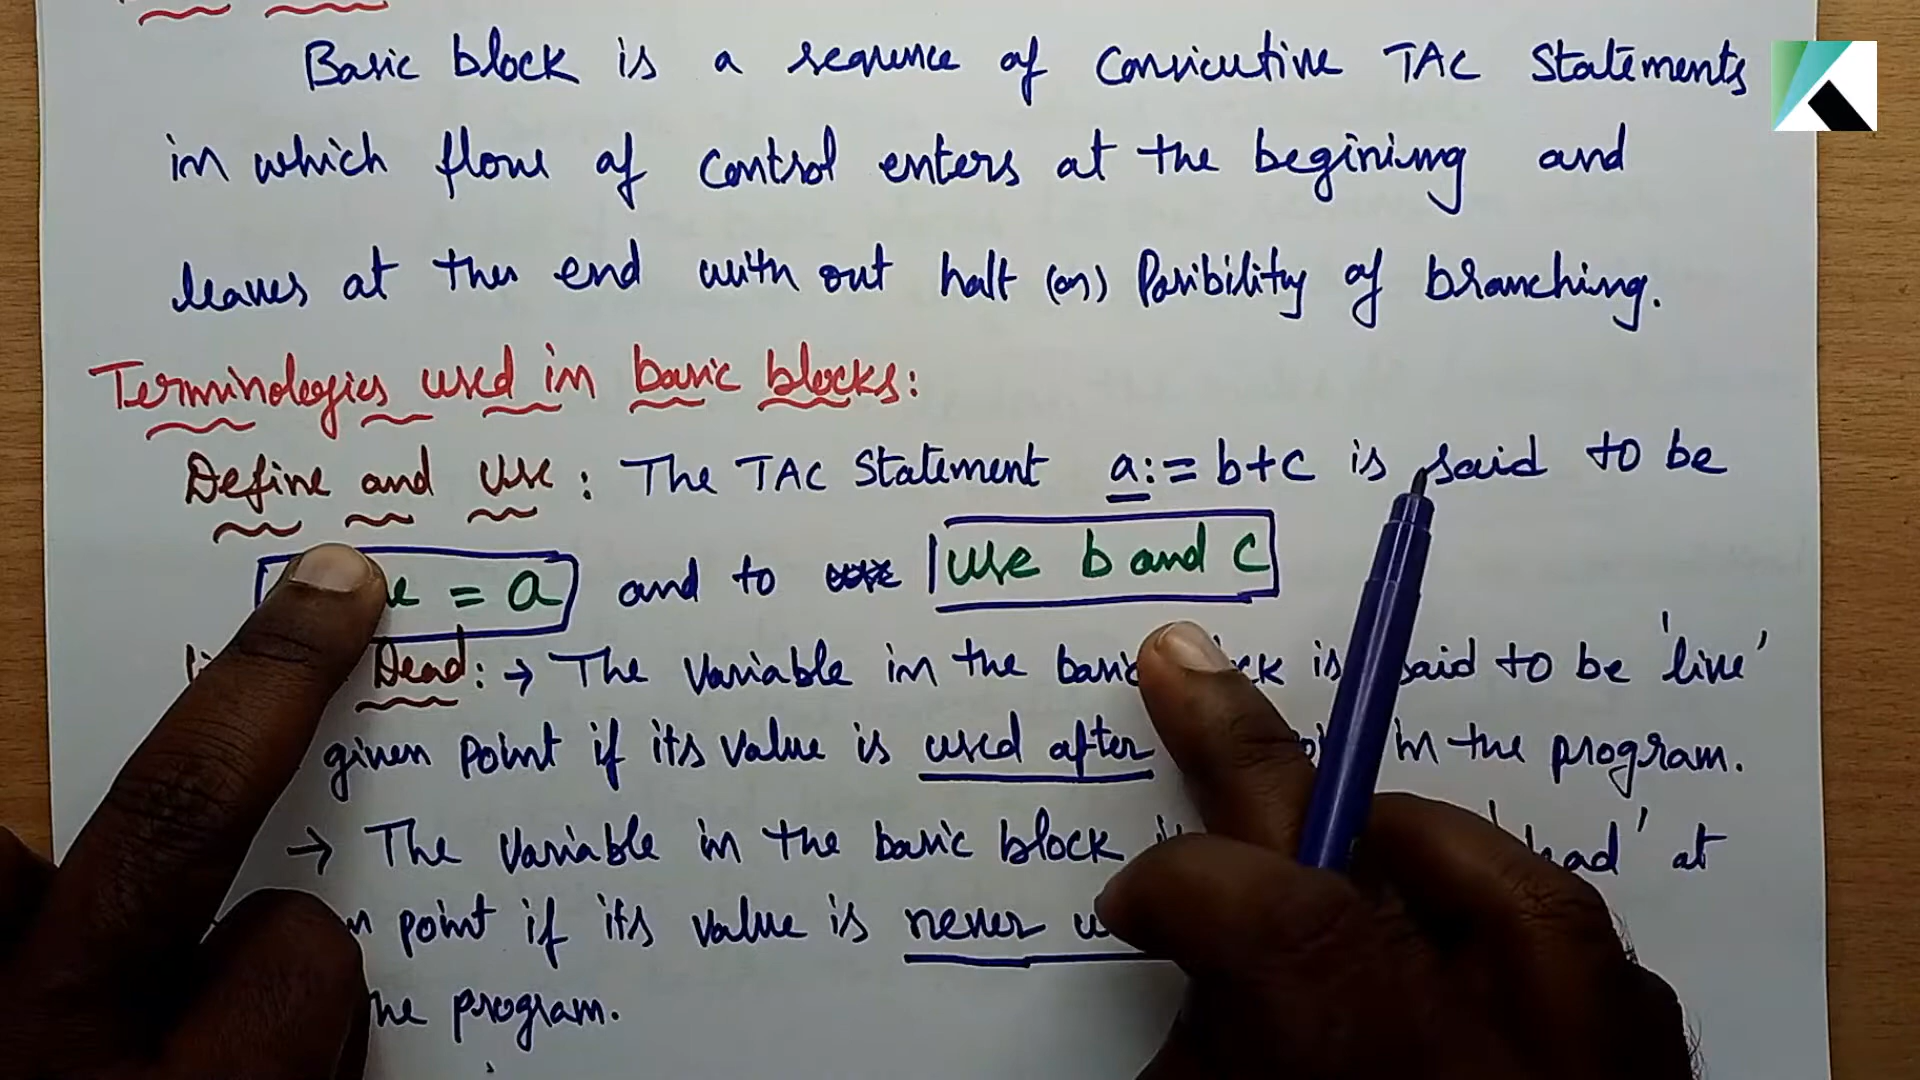 Basic block is a sequence of Consicutive TAC Statements
in which flow of control enters at the begining and
leaves at the end with out halt (or) Possibility of branching.
Terminologies used in basic blocks:
Define and Use : The TAC Statement a:= b+c is said to be
= a and to use b and c
Dead: → The Variable in the basic is said to be 'live'
given point if its value is used after in the program.
→ The Variable in the basic block at
point if its value is never
program.